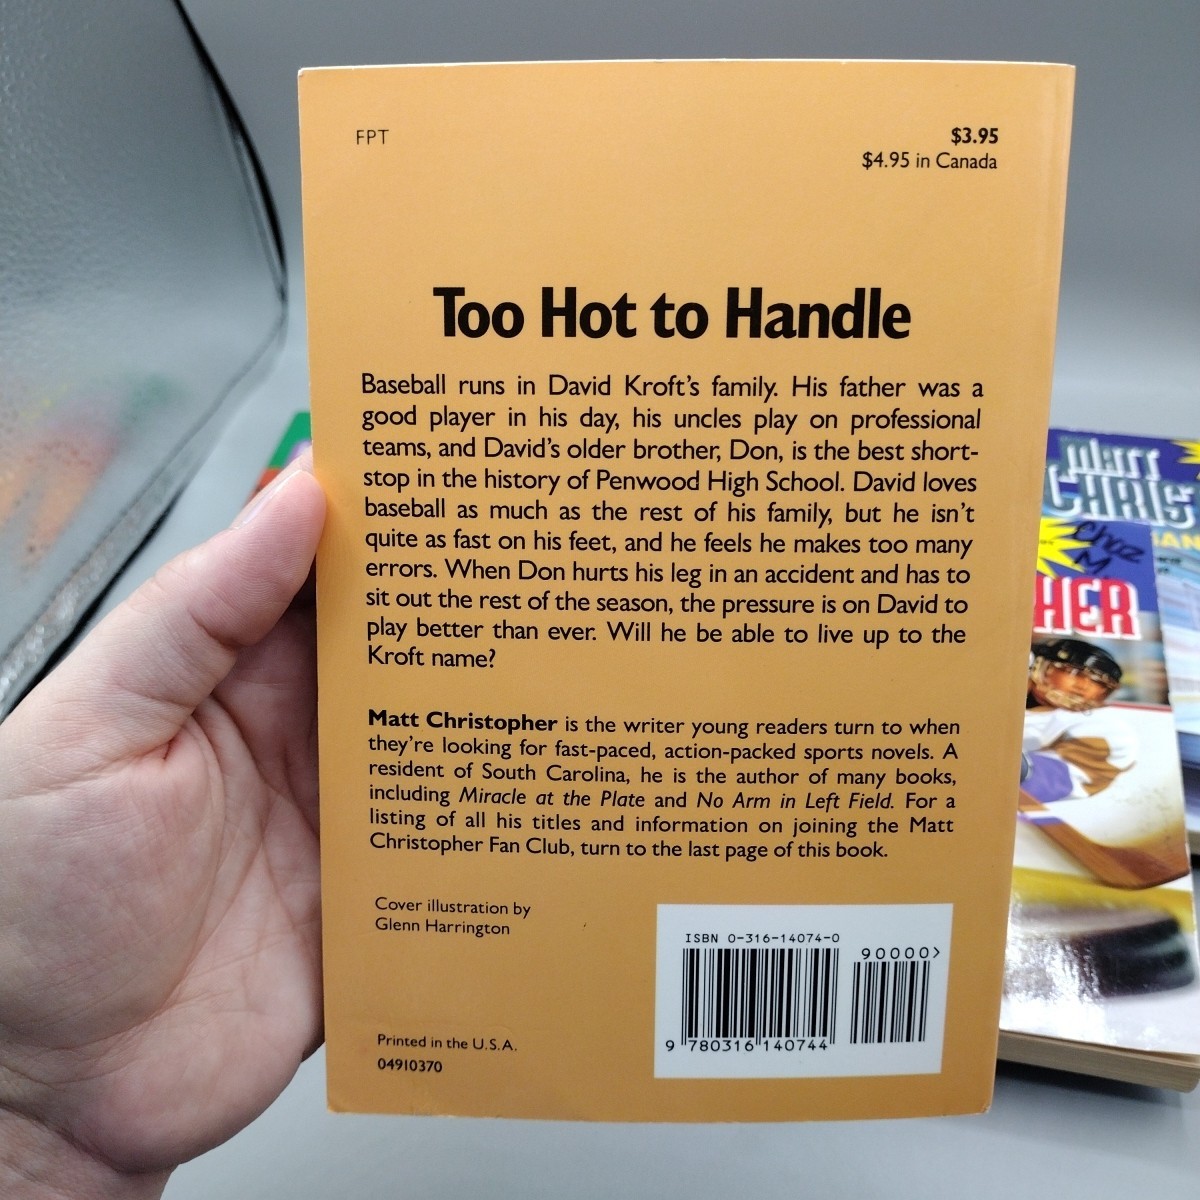 FPT
$3.95
$4.95 in Canada
Too Hot to Handle
Baseball runs in David Kroft's family. His father was a
good player in his day, his uncles play on professional
teams, and David's older brother, Don, is the best short-
stop in the history of Penwood High School. David loves
baseball as much as the rest of his family, but he isn't
quite as fast on his feet, and he feels he makes too many
errors. When Don hurts his leg in an accident and has to
sit out the rest of the season, the pressure is on David to
play better than ever. Will he be able to live up to the
Kroft name?
Matt Christopher is the writer young readers turn to when
they're looking for fast-paced, action-packed sports novels. A
resident of South Carolina, he is the author of many books,
including Miracle at the Plate and No Arm in Left Field. For a
listing of all his titles and information on joining the Matt
Christopher Fan Club, turn to the last page of this book.
Cover illustration by
Glenn Harrington
Printed in the U.S.A.
04910370
ISBN 0-316-14074-0
90000>
9 780316 140744
Matt
CHRIS
Chaz
M
HER